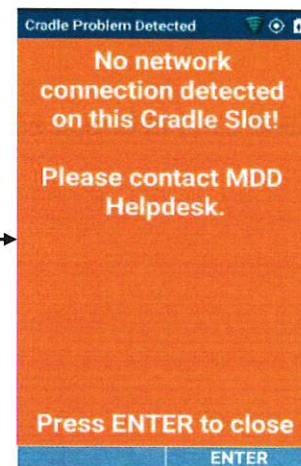 Cradle Problem Detected
No network
connection detected
on this Cradle Slot!
Please contact MDD
Helpdesk.
Press ENTER to close
ENTER